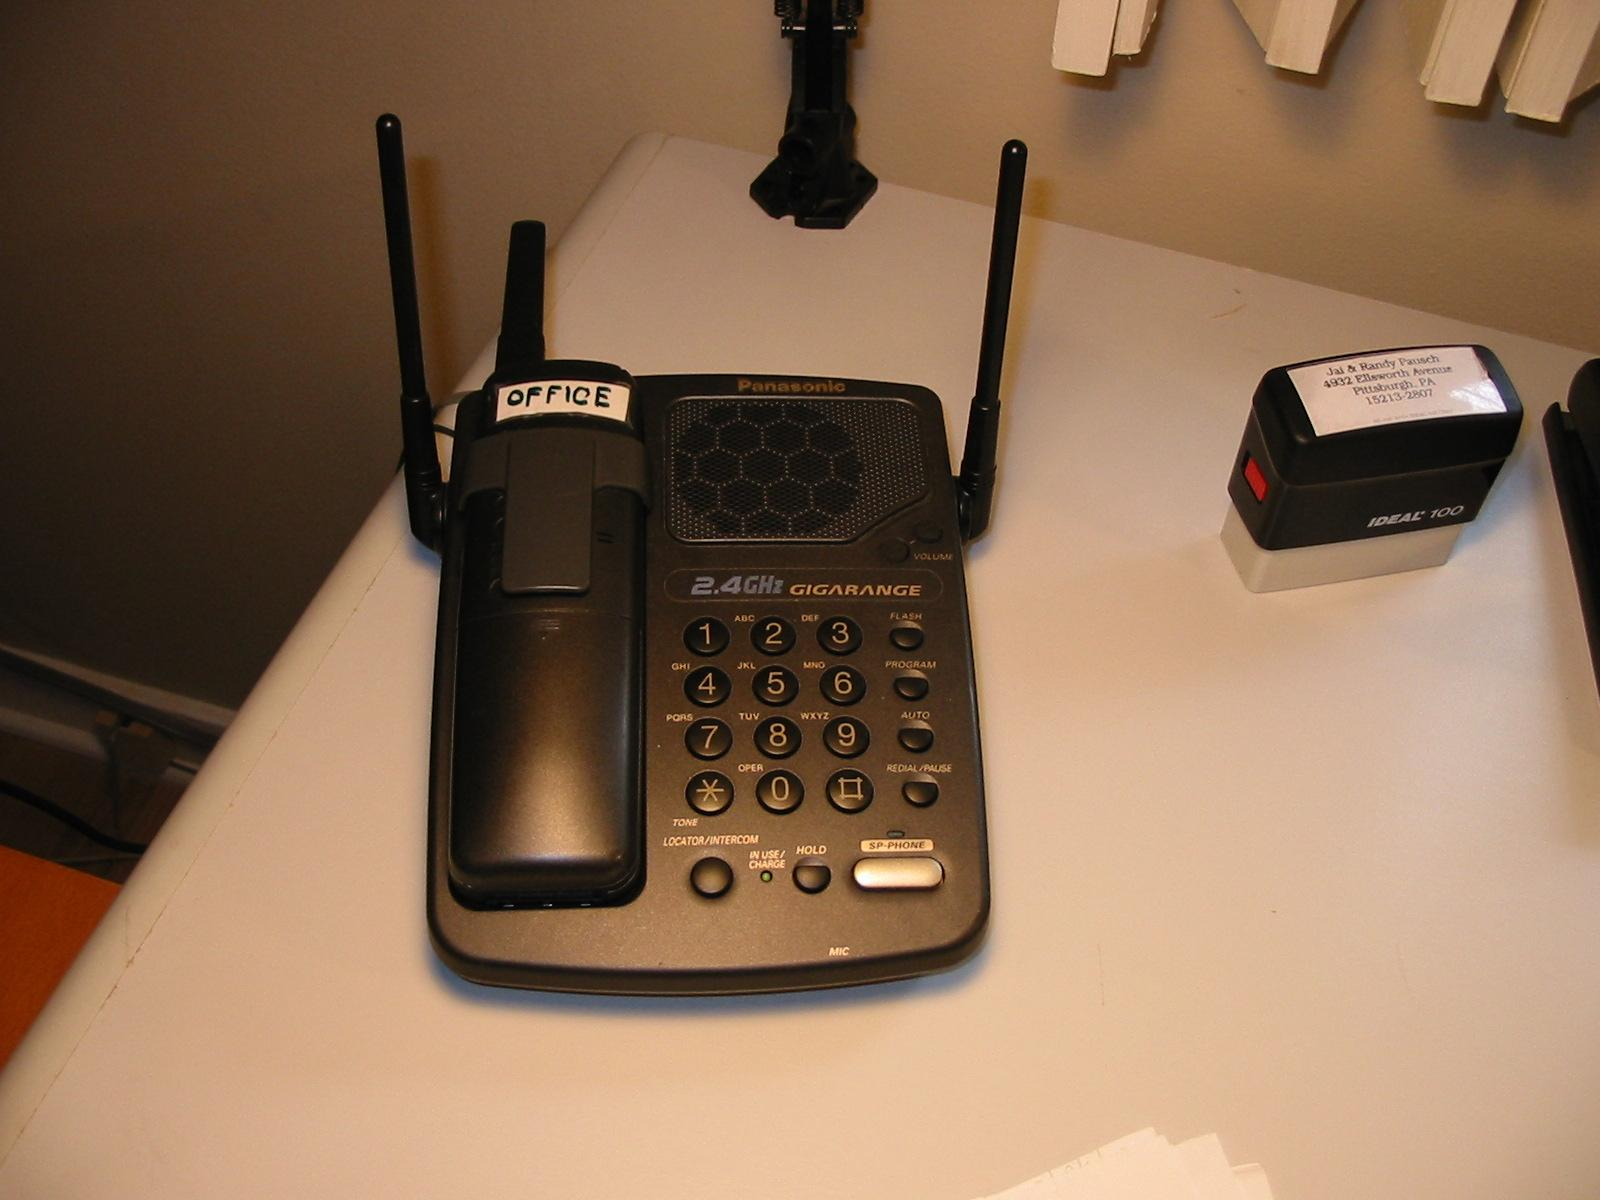 OFFICE
Panasonic
VOLUME
2.4GHz GIGARANGE
1 ABC 2 DEF 3 FLASH
GHI 4 JKL 5 MNO 6 PROGRAM
PQRS 7 TUV 8 WXYZ 9 AUTO
* OPER 0 # REDIAL/PAUSE
TONE
LOCATOR/INTERCOM
IN USE/
CHARGE
HOLD
SP-PHONE
MIC
Jai & Randy Pausch
4932 Ellsworth Avenue
Pittsburgh, PA
15213-2807
IDEAL 100